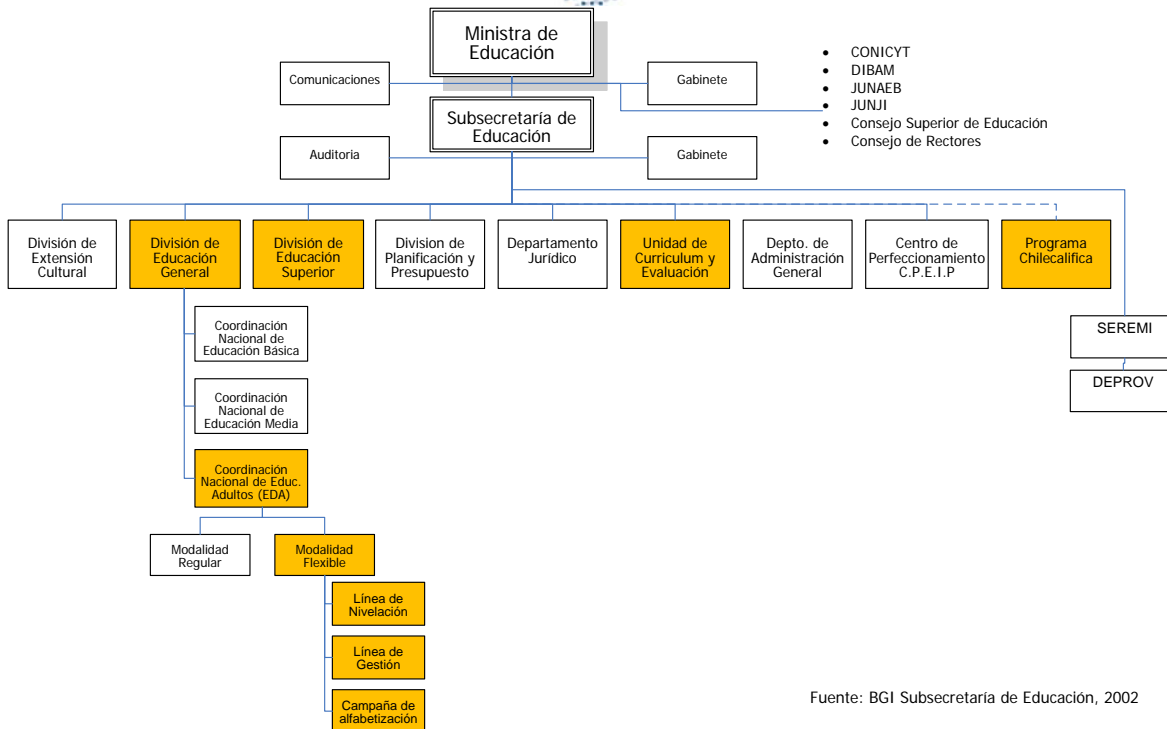 Ministra de
Educación
Comunicaciones
Gabinete
• CONICYT
• DIBAM
• JUNAEB
• JUNJI
• Consejo Superior de Educación
• Consejo de Rectores
Subsecretaría de
Educación
Auditoria
Gabinete
División de
Extensión
Cultural
División de
Educación
General
División de
Educación
Superior
Division de
Planificación y
Presupuesto
Departamento
Jurídico
Unidad de
Curriculum y
Evaluación
Depto. de
Administración
General
Centro de
Perfeccionamiento
C.P.E.I.P
Programa
Chilecalifica
SEREMI
DEPROV
Coordinación
Nacional de
Educación Básica
Coordinación
Nacional de
Educación Media
Coordinación
Nacional de Educ.
Adultos (EDA)
Modalidad
Regular
Modalidad
Flexible
Línea de
Nivelación
Línea de
Gestión
Campaña de
alfabetización
Fuente: BGI Subsecretaría de Educación, 2002